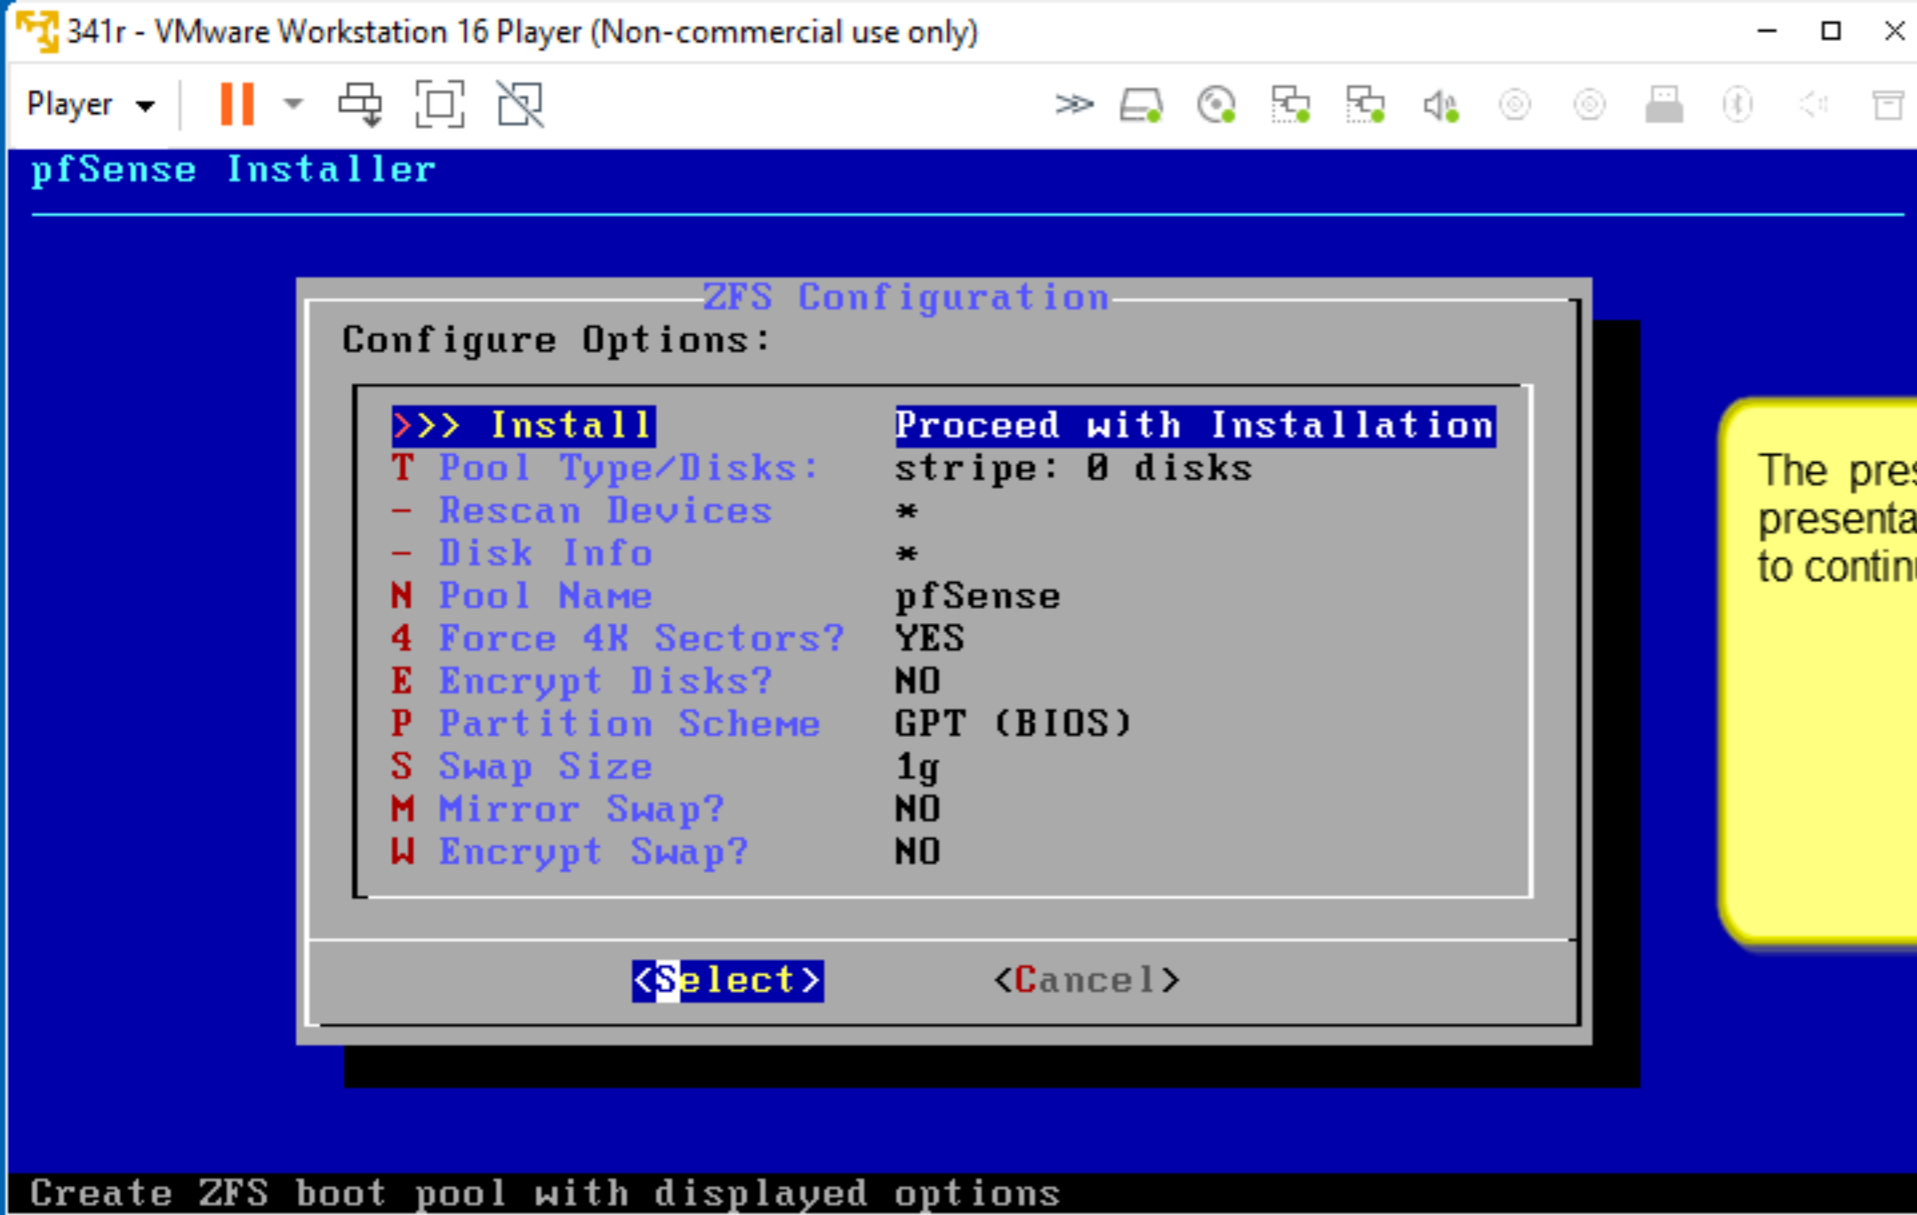 341r - VMware Workstation 16 Player (Non-commercial use only)
Player
pfSense Installer
ZFS Configuration
Configure Options:
>>> Install Proceed with Installation
T Pool Type/Disks: stripe: 0 disks
- Rescan Devices *
- Disk Info *
N Pool Name pfSense
4 Force 4K Sectors? YES
E Encrypt Disks? NO
P Partition Scheme GPT (BIOS)
S Swap Size 1g
M Mirror Swap? NO
W Encrypt Swap? NO
<Select> <Cancel>
The
to
Create ZFS boot pool with displayed options